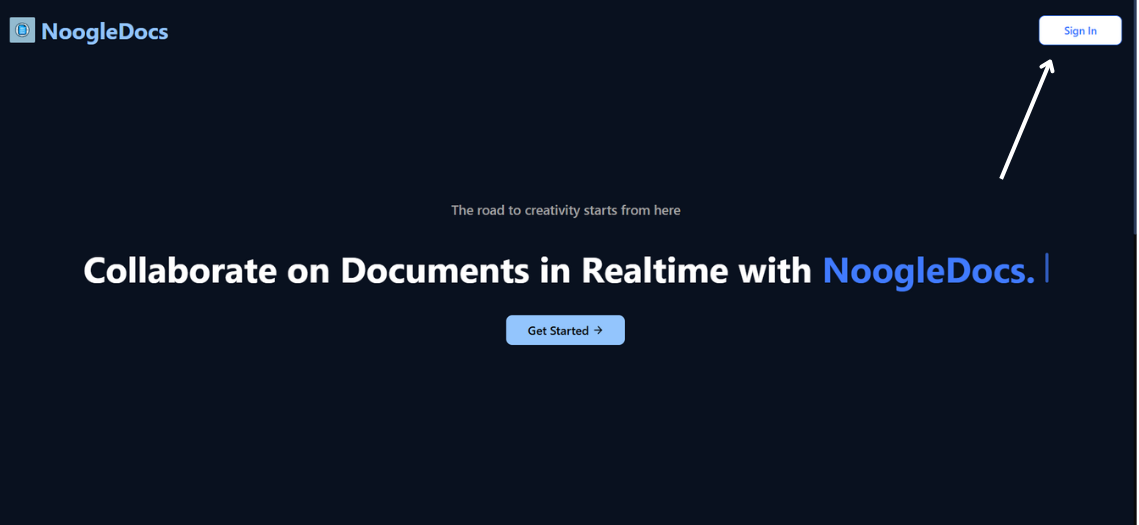 NoogleDocs
Sign In
The road to creativity starts from here
Collaborate on Documents in Realtime with NoogleDocs.
Get Started →